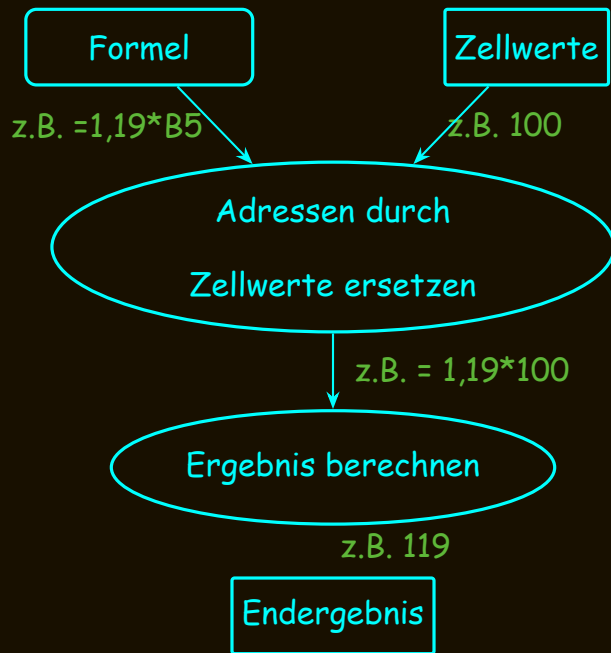 Formel
Zellwerte
z.B. =1,19*B5
z.B. 100
Adressen durch
Zellwerte ersetzen
z.B. = 1,19*100
Ergebnis berechnen
z.B. 119
Endergebnis